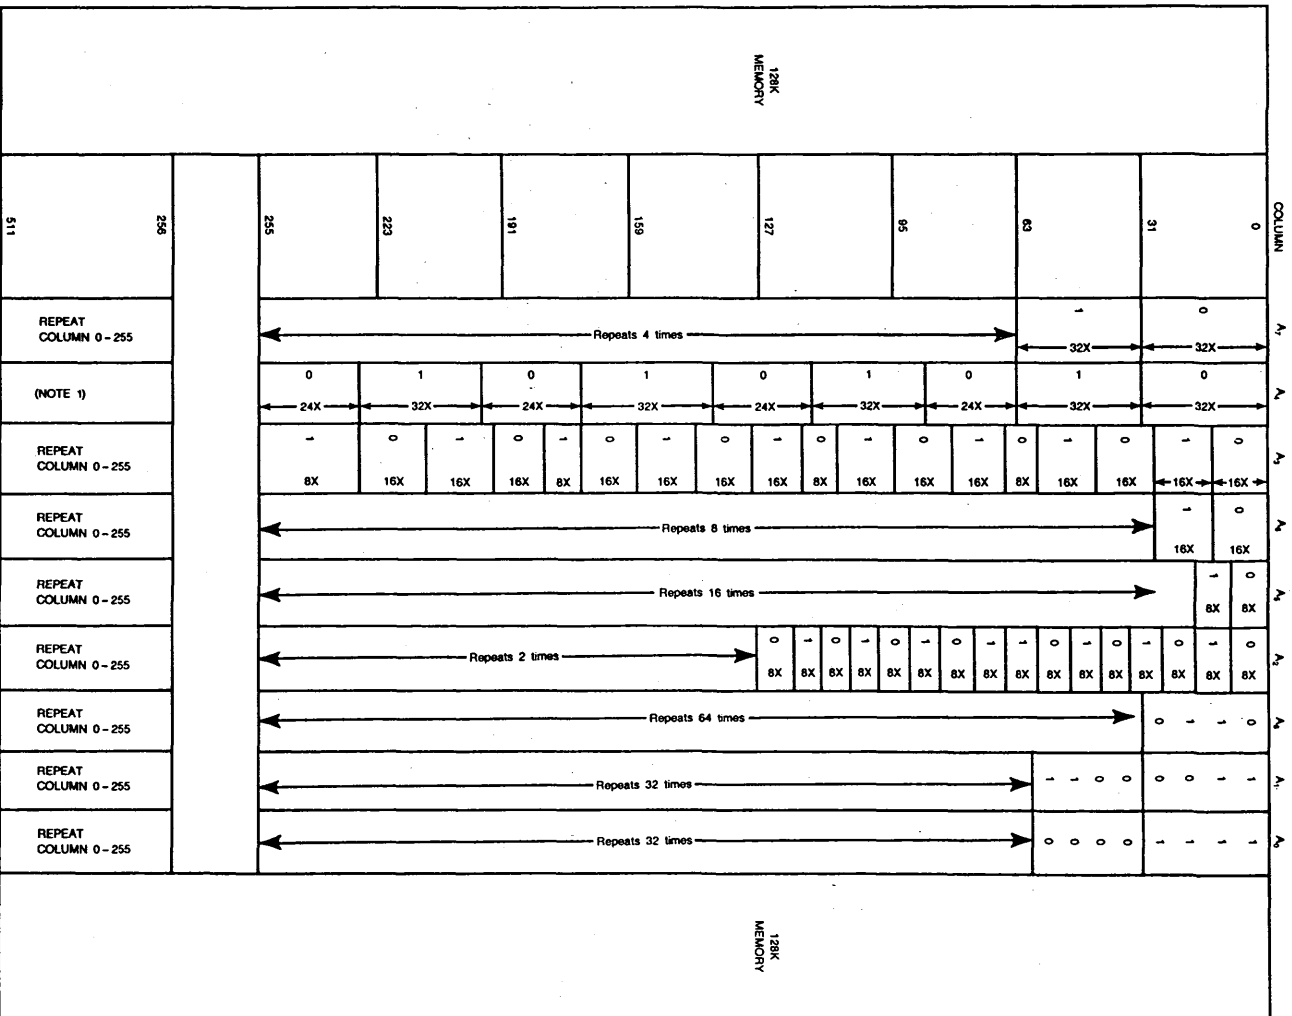 128K
MEMORY
COLUMN
511
256
255
223
191
159
127
95
63
31
0
REPEAT
COLUMN 0-255
Repeats 4 times
1
32X
0
32X
A7
(NOTE 1)
0 1 0 1 0 1 0 1 0
24X 32X 24X 32X 24X 32X 24X 32X 32X
REPEAT
COLUMN 0-255
1 0 1 0 1 0 1 0 1 0 1 0 1 0 1 0 1 0
8X 16X 16X 16X 8X 16X 16X 16X 16X 8X 16X 16X 16X 8X 16X 16X 16X 16X
REPEAT
COLUMN 0-255
Repeats 8 times
1 0
16X 16X
REPEAT
COLUMN 0-255
Repeats 16 times
1 0
8X 8X
REPEAT
COLUMN 0-255
Repeats 2 times
0 1 0 1 0 1 0 1 1 0 1 0 1 0 1 0
8X 8X 8X 8X 8X 8X 8X 8X 8X 8X 8X 8X 8X 8X 8X 8X
A2
REPEAT
COLUMN 0-255
Repeats 64 times
0 1 1 0
REPEAT
COLUMN 0-255
Repeats 32 times
1 1 0 0 0 0 1 1
REPEAT
COLUMN 0-255
Repeats 32 times
0 0 0 0 1 1 1 1
128K
MEMORY